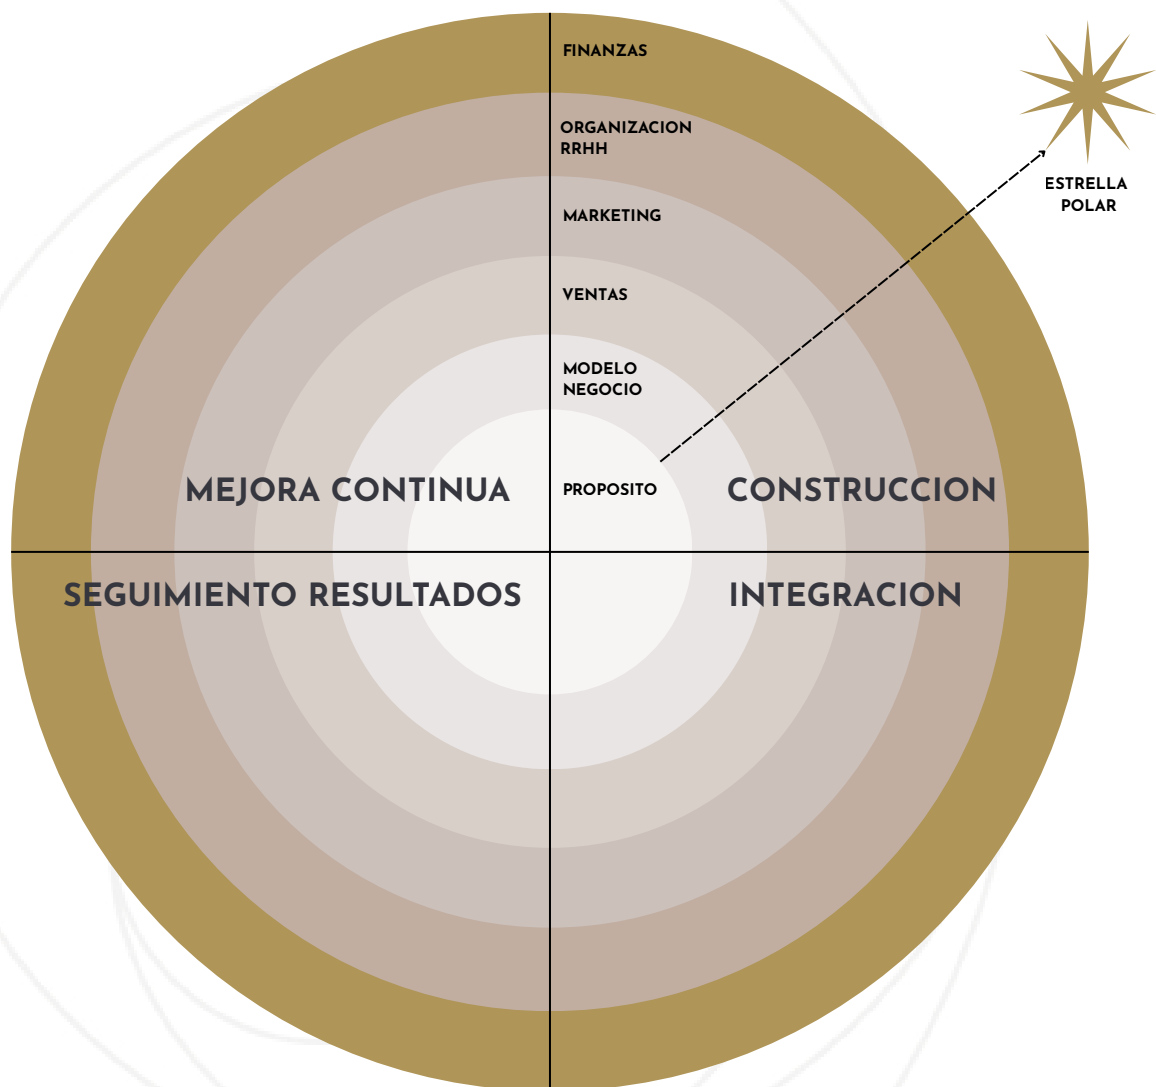 FINANZAS
ORGANIZACION
RRHH
MARKETING
VENTAS
MODELO
NEGOCIO
PROPOSITO
ESTRELLA
POLAR
MEJORA CONTINUA
CONSTRUCCION
SEGUIMIENTO RESULTADOS
INTEGRACION